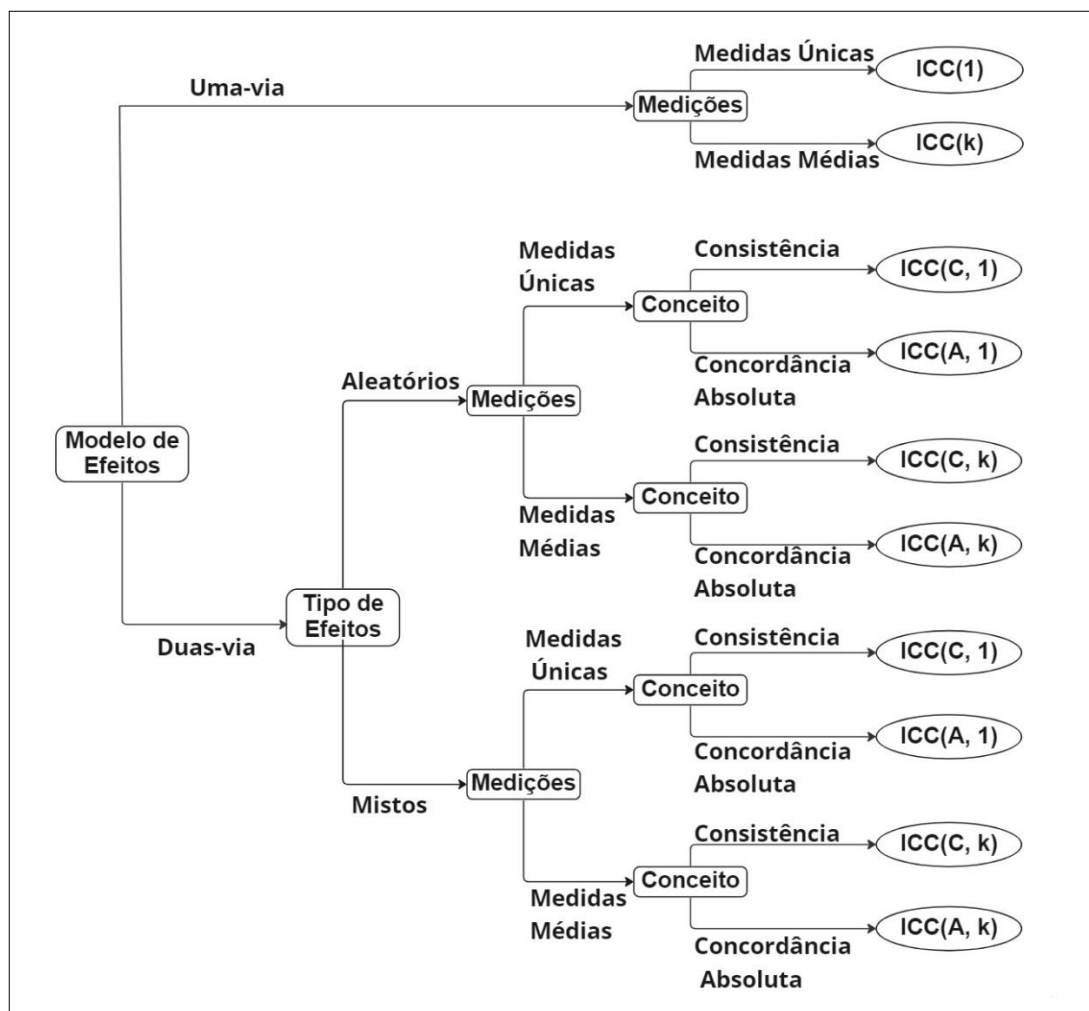 Medidas Únicas
ICC(1)
Uma-via
Medições
ICC(k)
Medidas Médias
Medidas
Únicas
Consistência
ICC(C, 1)
Conceito
ICC(A, 1)
Concordância
Absoluta
Aleatórios
Medições
Modelo de
Efeitos
Consistência
ICC(C, k)
Conceito
Medidas
Médias
ICC(A, k)
Concordância
Absoluta
Tipo de
Efeitos
Duas-via
Medidas
Únicas
Consistência
ICC(C, 1)
Conceito
ICC(A, 1)
Concordância
Absoluta
Medições
Mistos
Consistência
ICC(C, k)
Conceito
Medidas
Médias
ICC(A, k)
Concordância
Absoluta